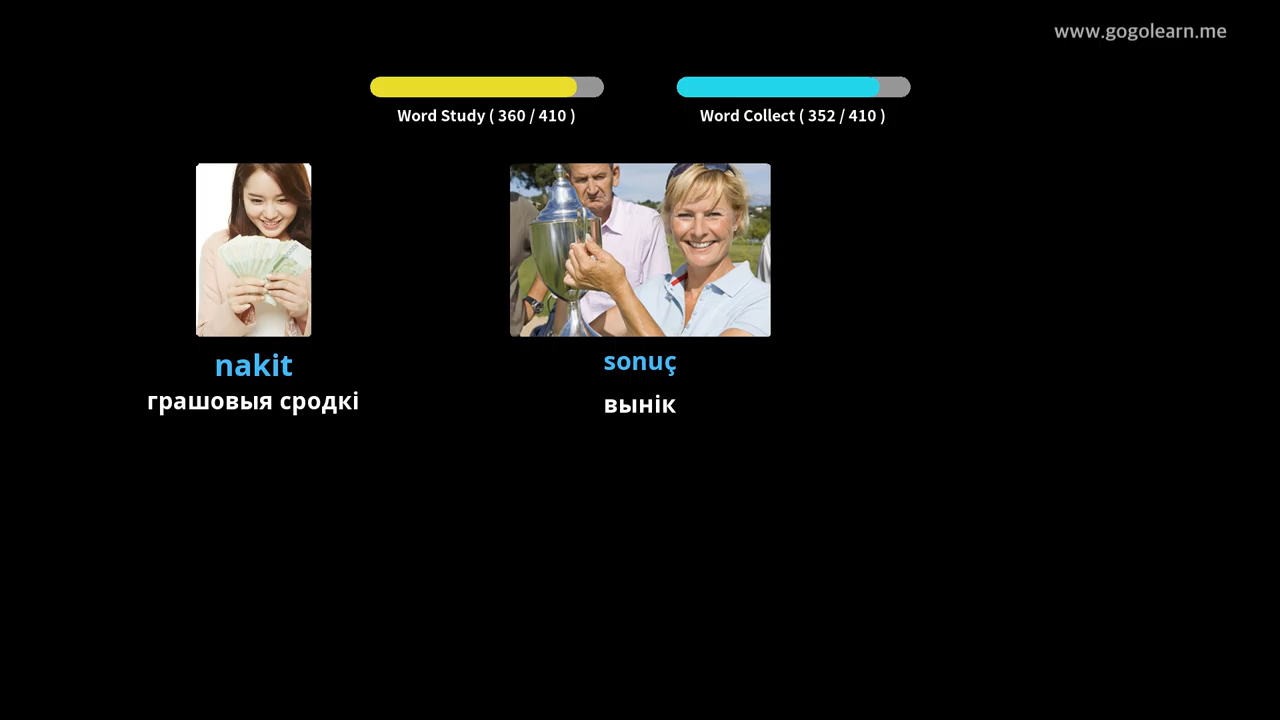 www.gogolearn.me
Word Study ( 360 / 410 )
Word Collect ( 352 / 410 )
nakit
грашовыя сродкі
sonuç
вынік